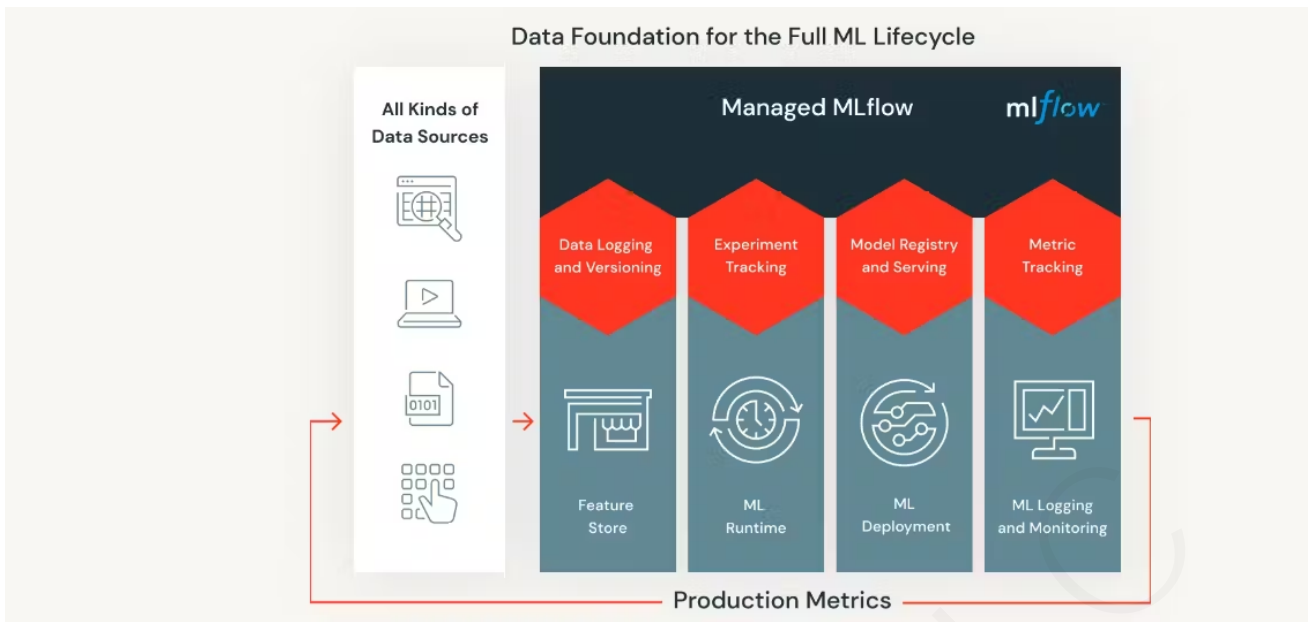 Data Foundation for the Full ML Lifecycle
All Kinds of
Data Sources
0101
Managed MLflow
mlflow
Data Logging
and Versioning
Experiment
Tracking
Model Registry
and Serving
Metric
Tracking
Feature
Store
ML
Runtime
ML
Deployment
ML Logging
and Monitoring
Production Metrics